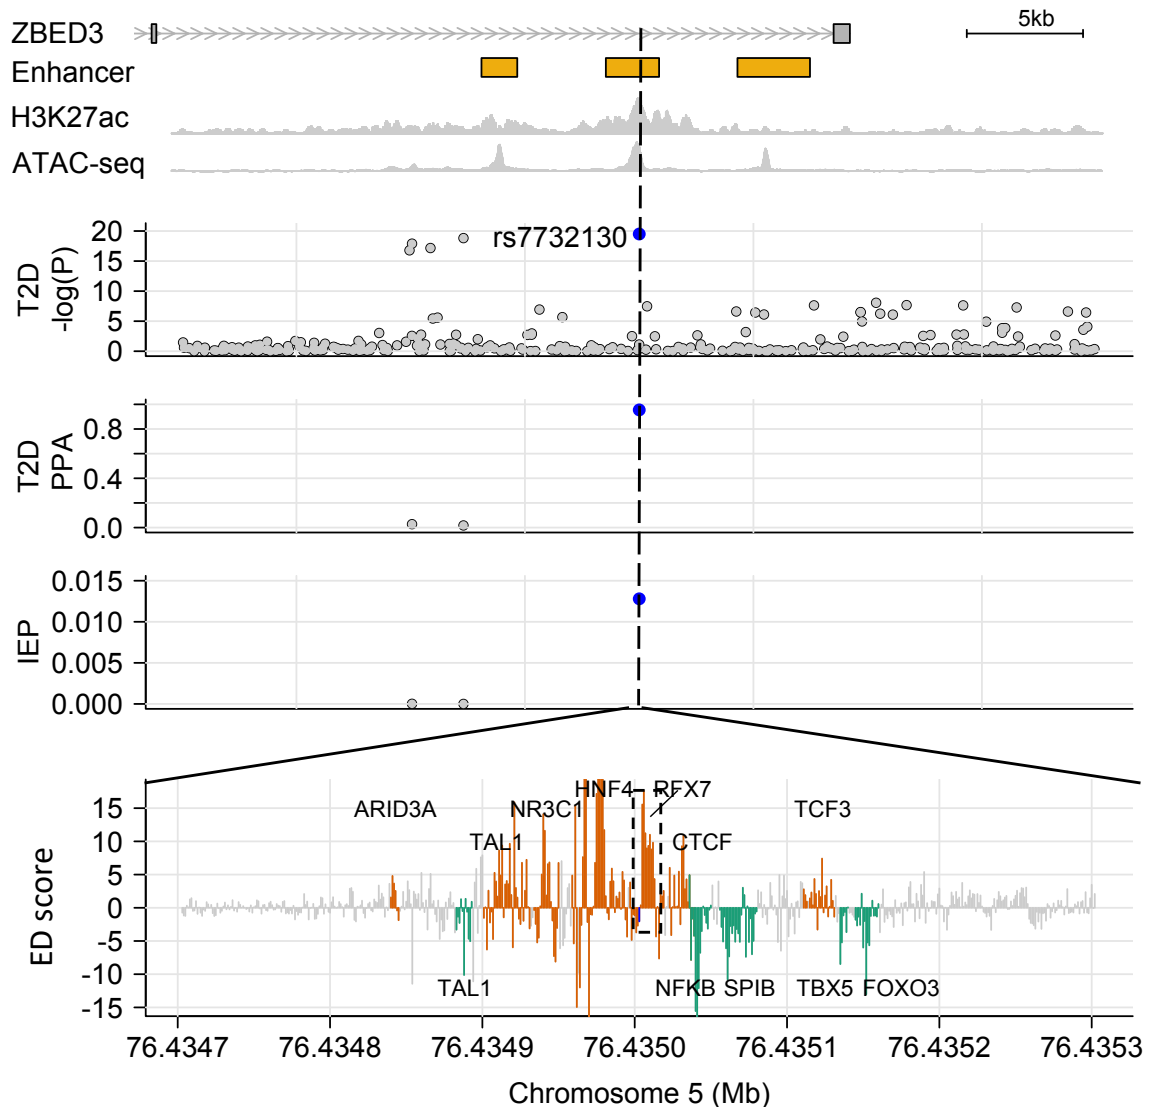 ZBED3
5kb
Enhancer
H3K27ac
ATAC-seq
T2D
-log(P)
20
15
10
5
0
rs7732130
T2D
PPA
0.8
0.4
0.0
IEP
0.015
0.010
0.005
0.000
ED score
15
10
5
0
-5
-10
-15
HNF4 RFX7
ARID3A NR3C1 TCF3
TAL1 CTCF
TAL1 NFKB SPIB TBX5 FOXO3
76.4347 76.4348 76.4349 76.4350 76.4351 76.4352 76.4353
Chromosome 5 (Mb)